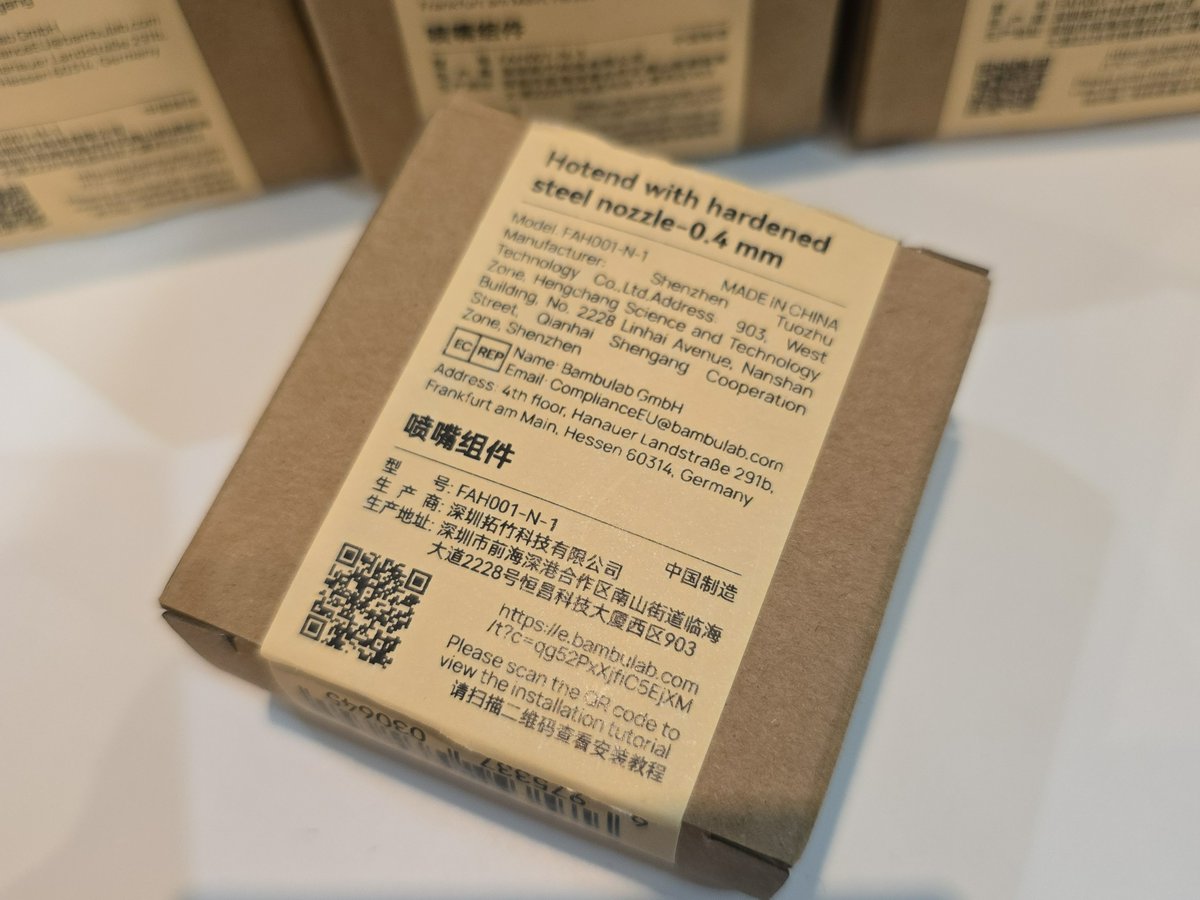 Hotend with hardened
steel nozzle-0.4 mm
Model: FAH001-N-1 MADE IN CHINA
Manufacturer: Shenzhen Tuozhu
Technology Co.,Ltd.Address: 903, West
Zone, Hengchang Science and Technology
Building, No. 2228 Linhai Avenue, Nanshan
Street, Qianhai Shengang Cooperation
Zone, Shenzhen
EC REP
Name: Bambulab GmbH
Email: ComplianceEU@bambulab.com
Address: 4th floor, Hanauer Landstraße 291b,
Frankfurt am Main, Hessen 60314, Germany
喷嘴组件
型 号: FAH001-N-1 中国制造
生 产 商: 深圳拓竹科技有限公司
生产地址: 深圳市前海深港合作区南山街道临海
大道2228号恒昌科技大厦西区903
https://e.bambulab.com
/t?c=qg52PxXjfiC5EjXM
Please scan the QR code to
view the installation tutorial
请扫描二维码查看安装教程
6 975337 030645